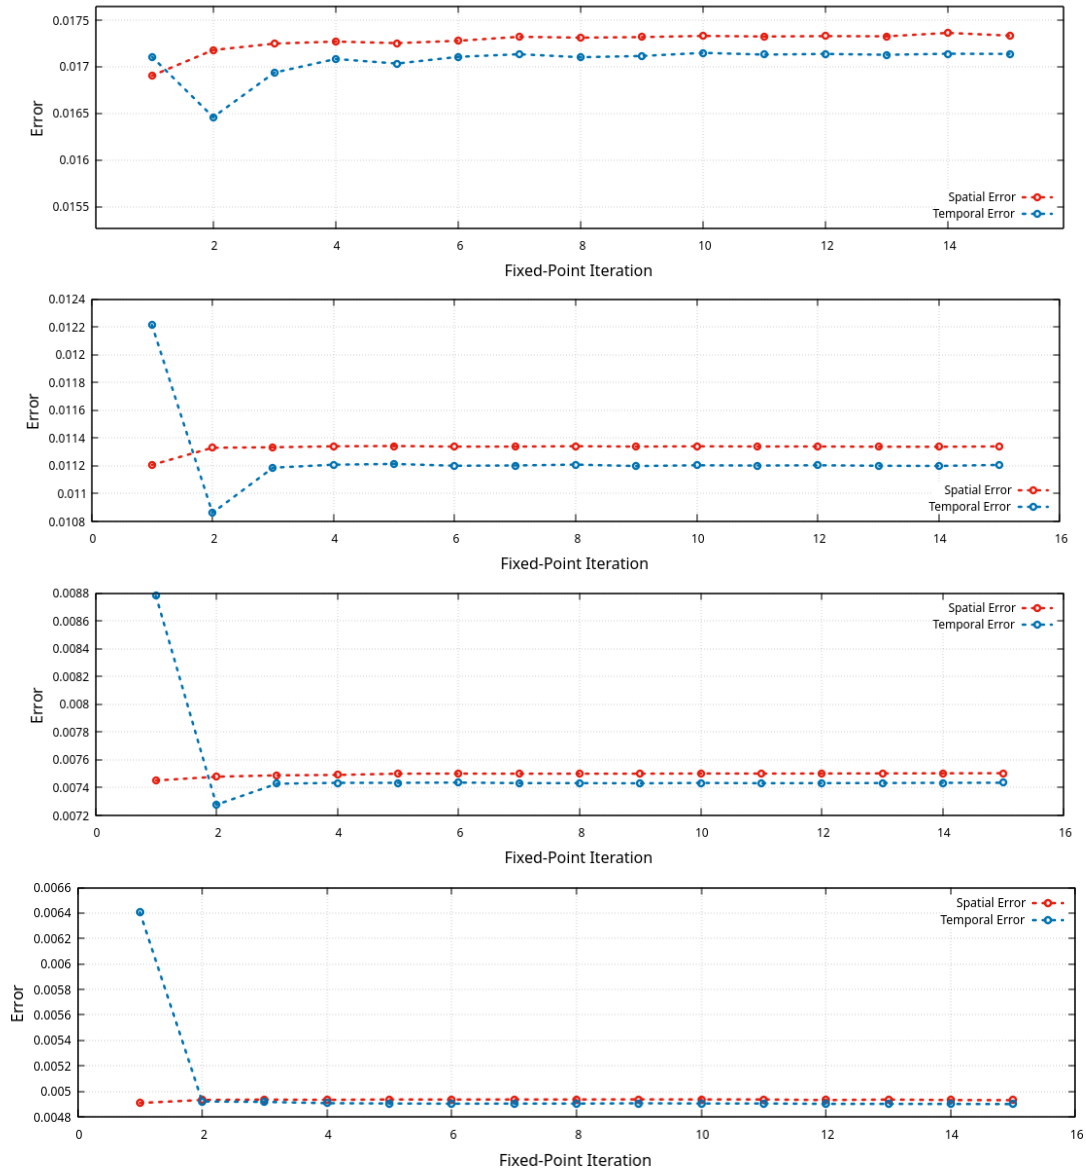 0.0175
0.017
0.0165
0.016
0.0155
Error
Spatial Error
Temporal Error
2 4 6 8 10 12 14
Fixed-Point Iteration
0.0124
0.0122
0.012
0.0118
0.0116
0.0114
0.0112
0.011
0.0108
Error
Spatial Error
Temporal Error
0 2 4 6 8 10 12 14 16
Fixed-Point Iteration
0.0088
0.0086
0.0084
0.0082
0.008
0.0078
0.0076
0.0074
0.0072
Error
Spatial Error
Temporal Error
0 2 4 6 8 10 12 14 16
Fixed-Point Iteration
0.0066
0.0064
0.0062
0.006
0.0058
0.0056
0.0054
0.0052
0.005
0.0048
Error
Spatial Error
Temporal Error
0 2 4 6 8 10 12 14 16
Fixed-Point Iteration